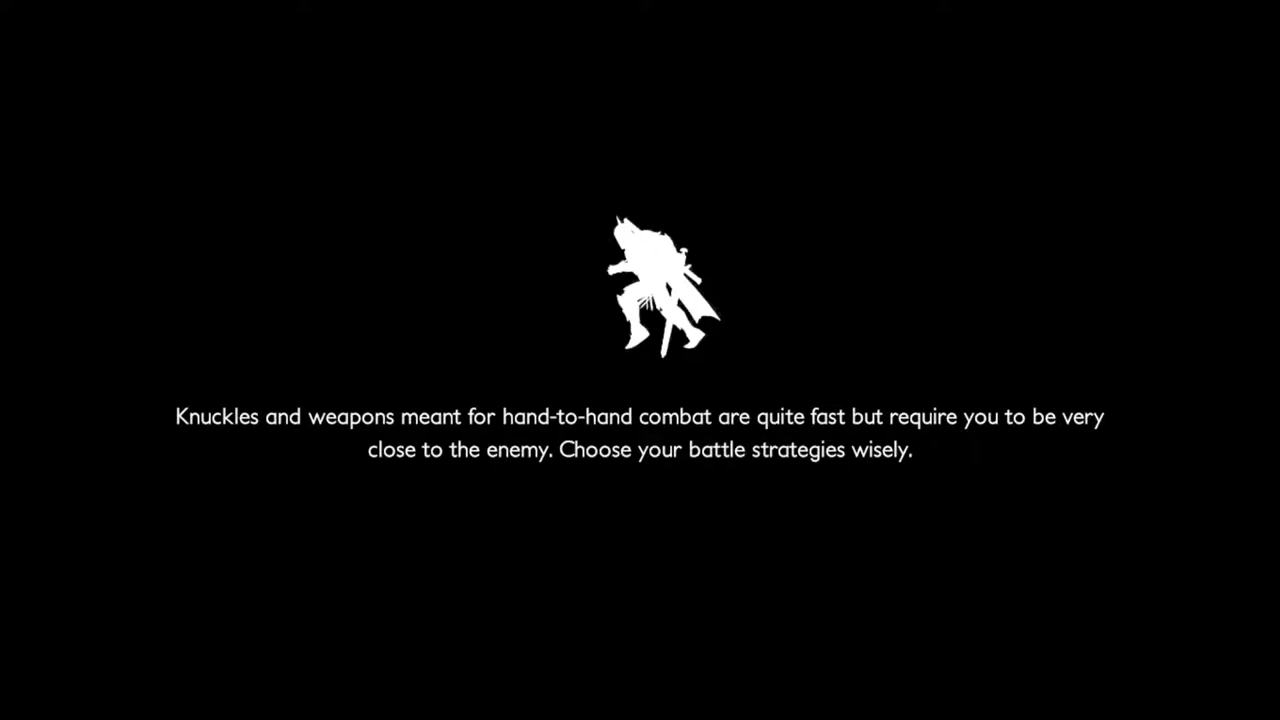 Knuckles and weapons meant for hand-to-hand combat are quite fast but require you to be very
close to the enemy. Choose your battle strategies wisely.